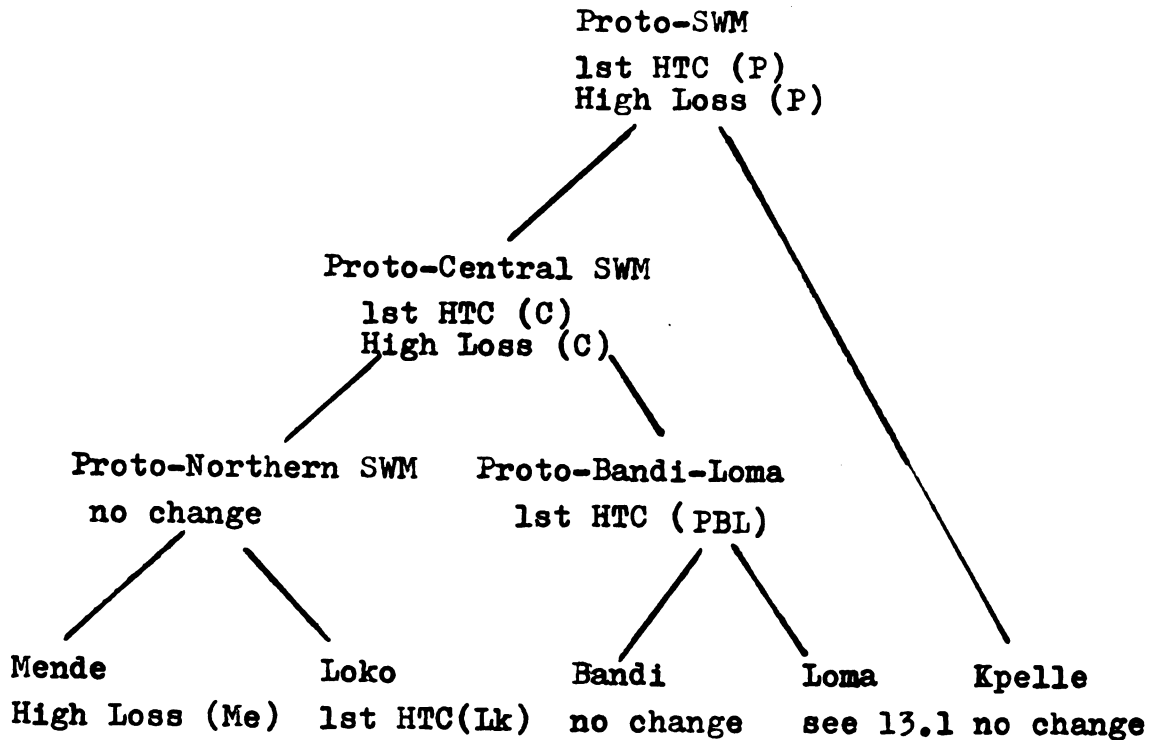 Proto-SWM
1st HTC (P)
High Loss (P)
Proto-Central SWM
1st HTC (C)
High Loss (C)
Proto-Northern SWM
no change
Proto-Bandi-Loma
1st HTC (PBL)
Mende
High Loss (Me)
Loko
1st HTC(Lk)
Bandi
no change
Loma
see 13.1
Kpelle
no change